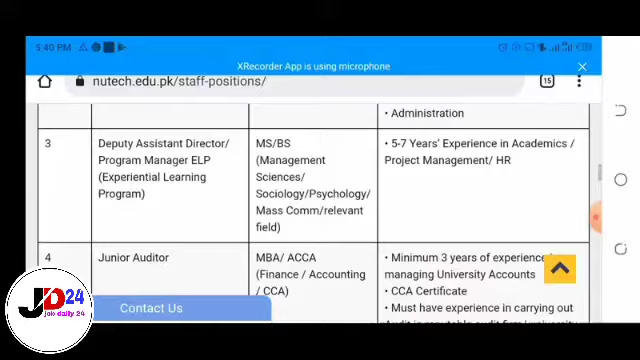 5:40 PM
XRecorder App is using microphone
nutech.edu.pk/staff-positions/
15
• Administration
3
Deputy Assistant Director/
Program Manager ELP
(Experiential Learning
Program)
MS/BS
(Management
Sciences/
Sociology/Psychology/
Mass Comm/relevant
field)
• 5-7 Years' Experience in Academics /
Project Management/ HR
4
Junior Auditor
MBA/ ACCA
(Finance / Accounting
/ CCA)
• Minimum 3 years of experience
managing University Accounts
• CCA Certificate
• Must have experience in carrying out
JD24
job daily 24
Contact Us